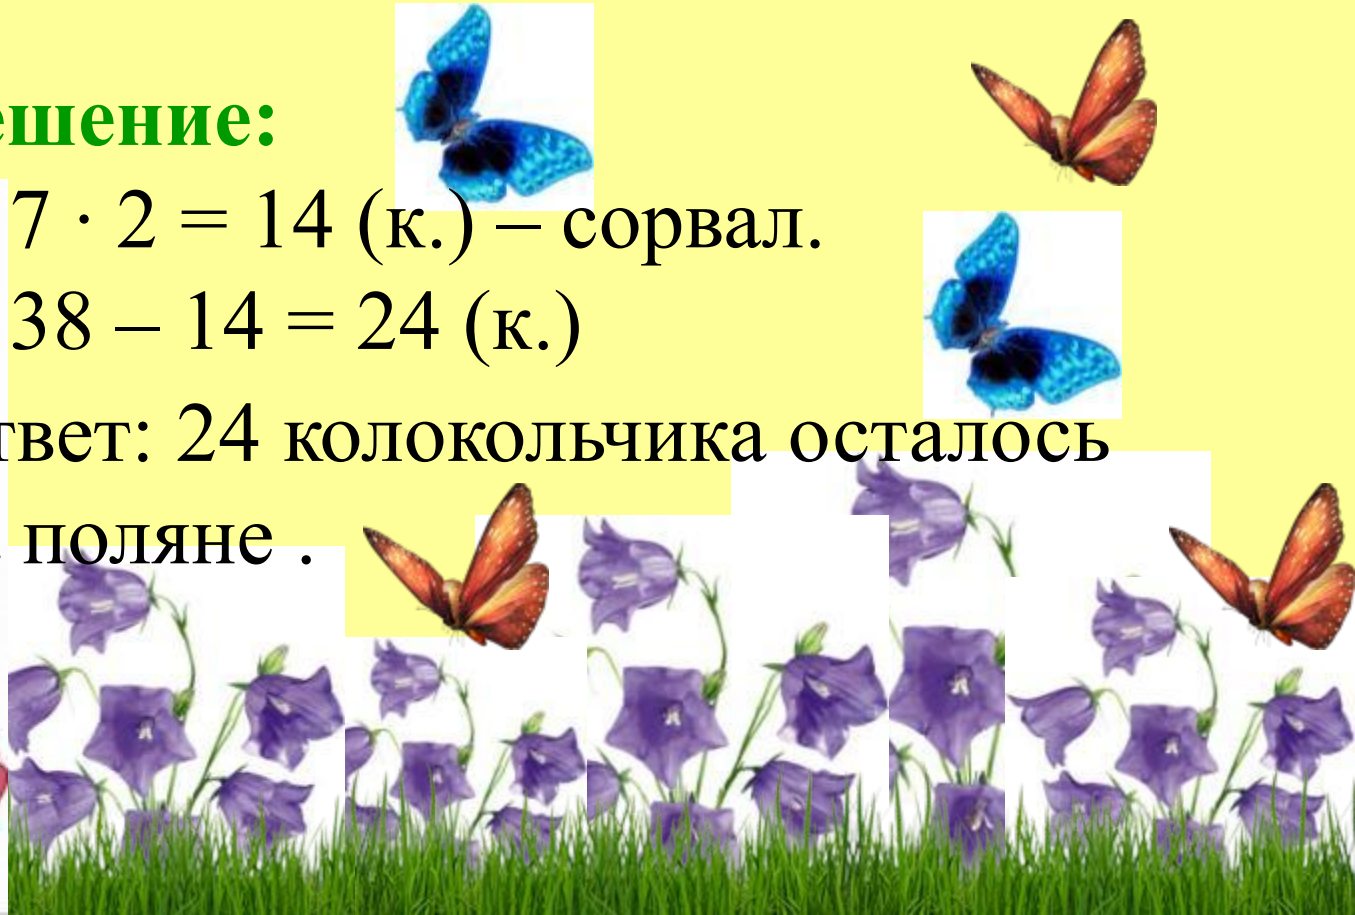 ешение:
7 · 2 = 14 (к.) – сорвал.
38 – 14 = 24 (к.)
твет: 24 колокольчика осталось
поляне .